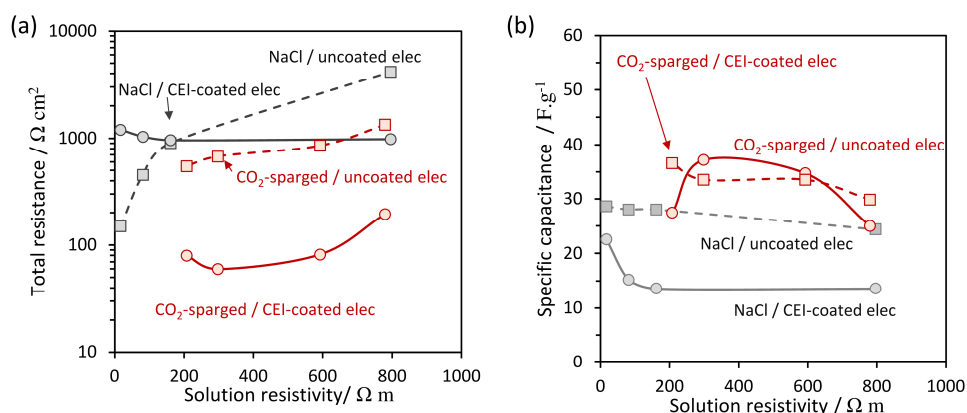 (a)
Total resistance / Ω cm²
10000
1000
100
10
0
200
400
600
800
1000
Solution resistivity/ Ω m
NaCl / uncoated elec
NaCl / CEI-coated elec
CO₂-sparged / uncoated elec
CO₂-sparged / CEI-coated elec
(b)
Specific capacitance / F.g⁻¹
60
50
40
30
20
10
0
0
200
400
600
800
1000
Solution resistivity / Ω m
CO₂-sparged / CEI-coated elec
CO₂-sparged / uncoated elec
NaCl / uncoated elec
NaCl / CEI-coated elec